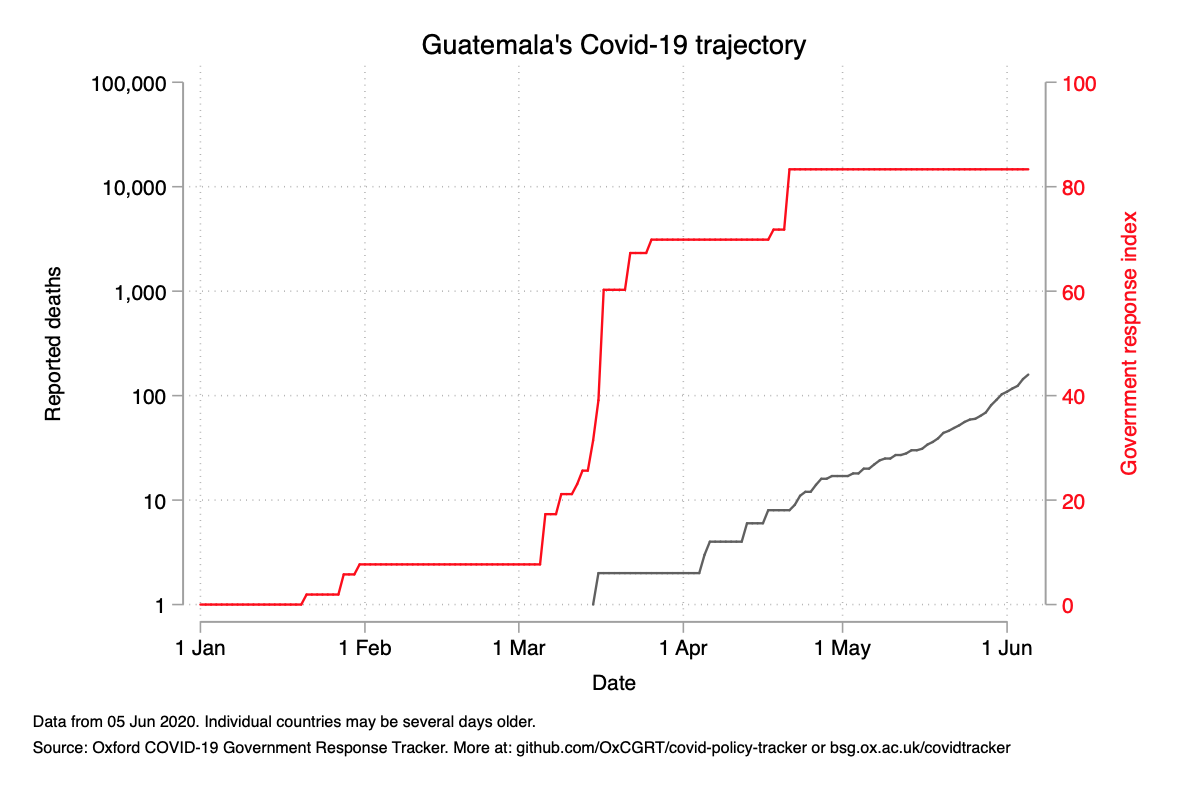 Guatemala's Covid-19 trajectory
100,000
10,000
1,000
100
10
1
Reported deaths
100
80
60
40
20
0
Government response index
1 Jan 1 Feb 1 Mar 1 Apr 1 May 1 Jun
Date
Data from 05 Jun 2020. Individual countries may be several days older.
Source: Oxford COVID-19 Government Response Tracker. More at: github.com/OxCGRT/covid-policy-tracker or bsg.ox.ac.uk/covidtracker